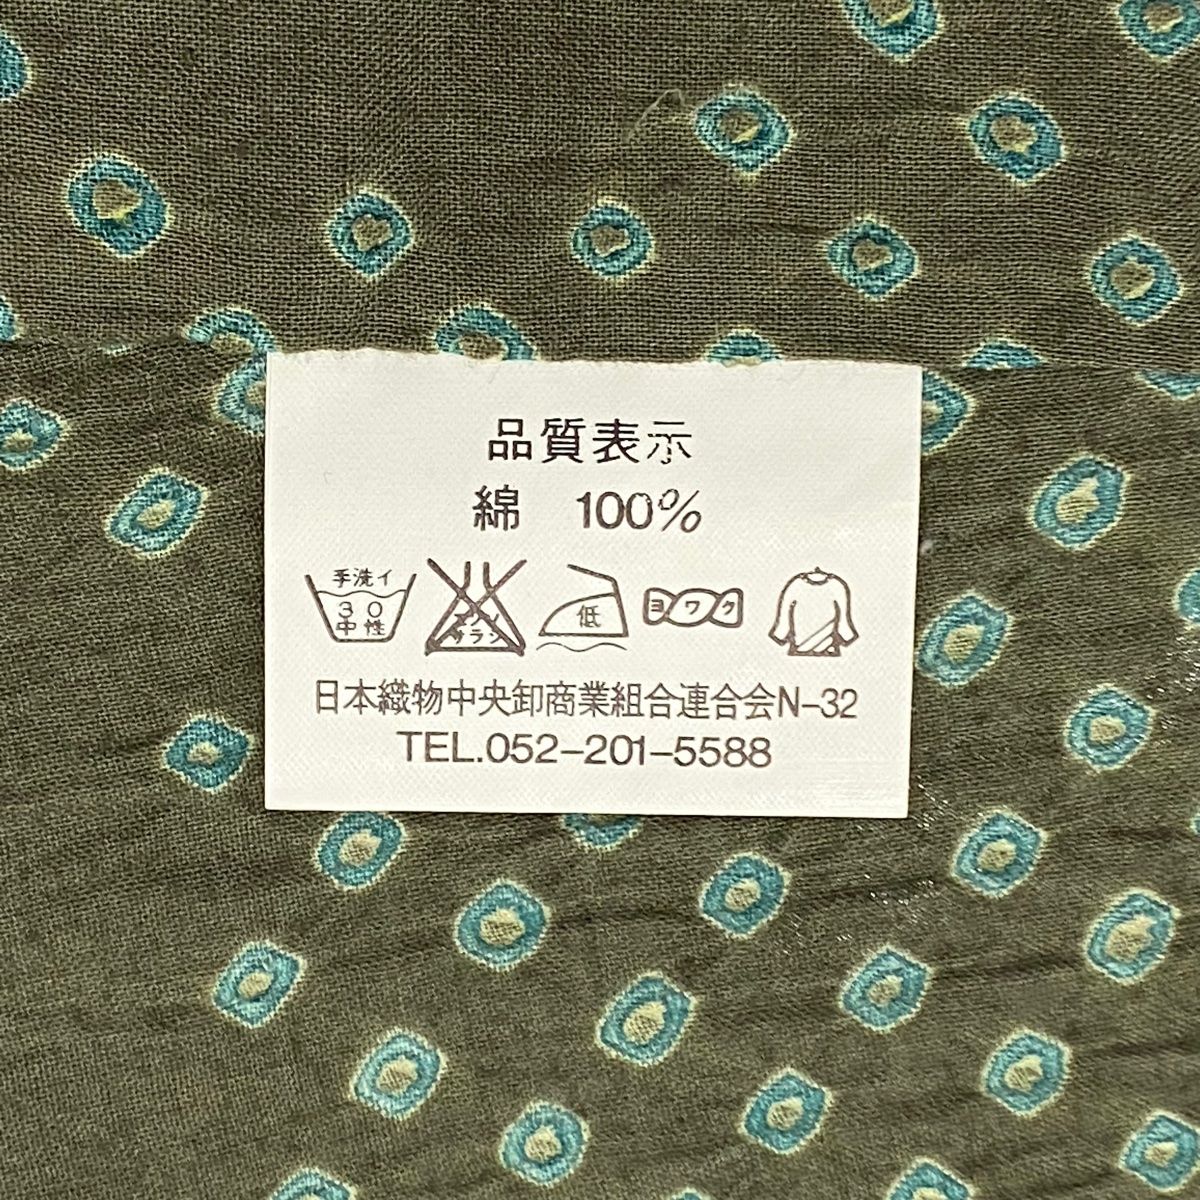 品質表示
綿 100%
手洗イ
30
中性
エンソ
サラシ
低
ヨワク
日本織物中央卸商業組合連合会N-32
TEL.052-201-5588